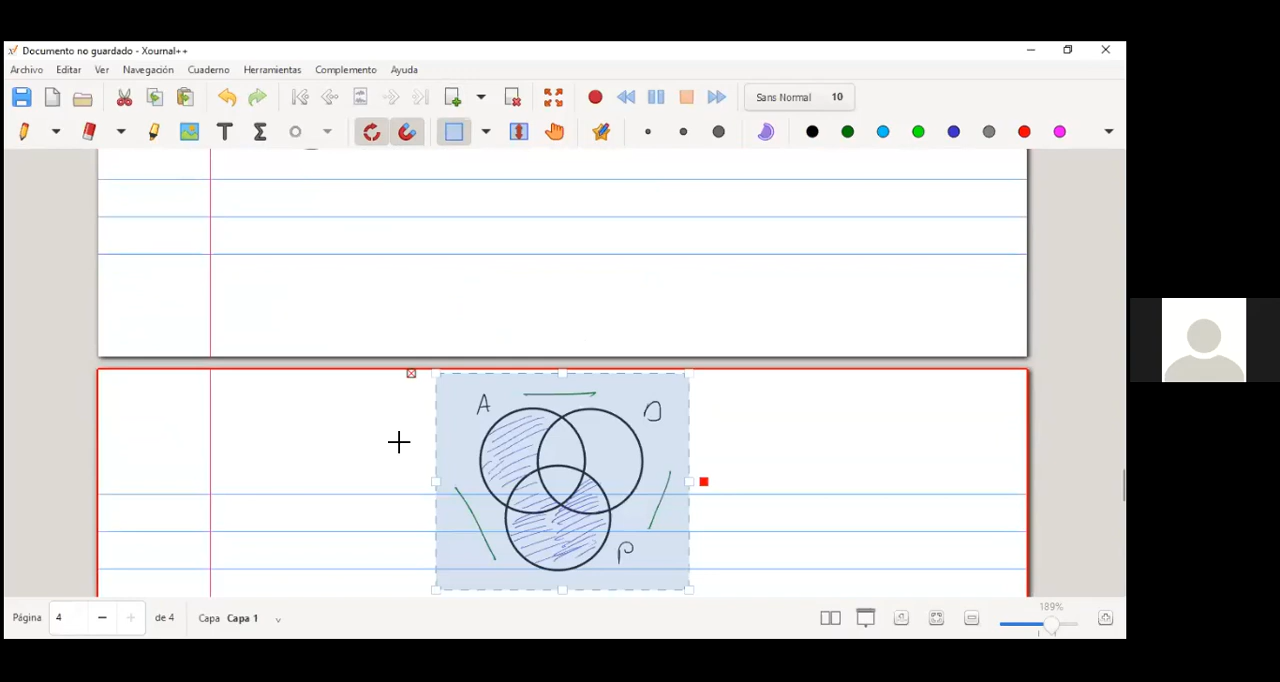 Documento no guardado - Xournal++
Archivo Editar Ver Navegación Cuaderno Herramientas Complemento Ayuda
Sans Normal 10
A O
P
Página 4 de 4 Capa Capa 1 189%